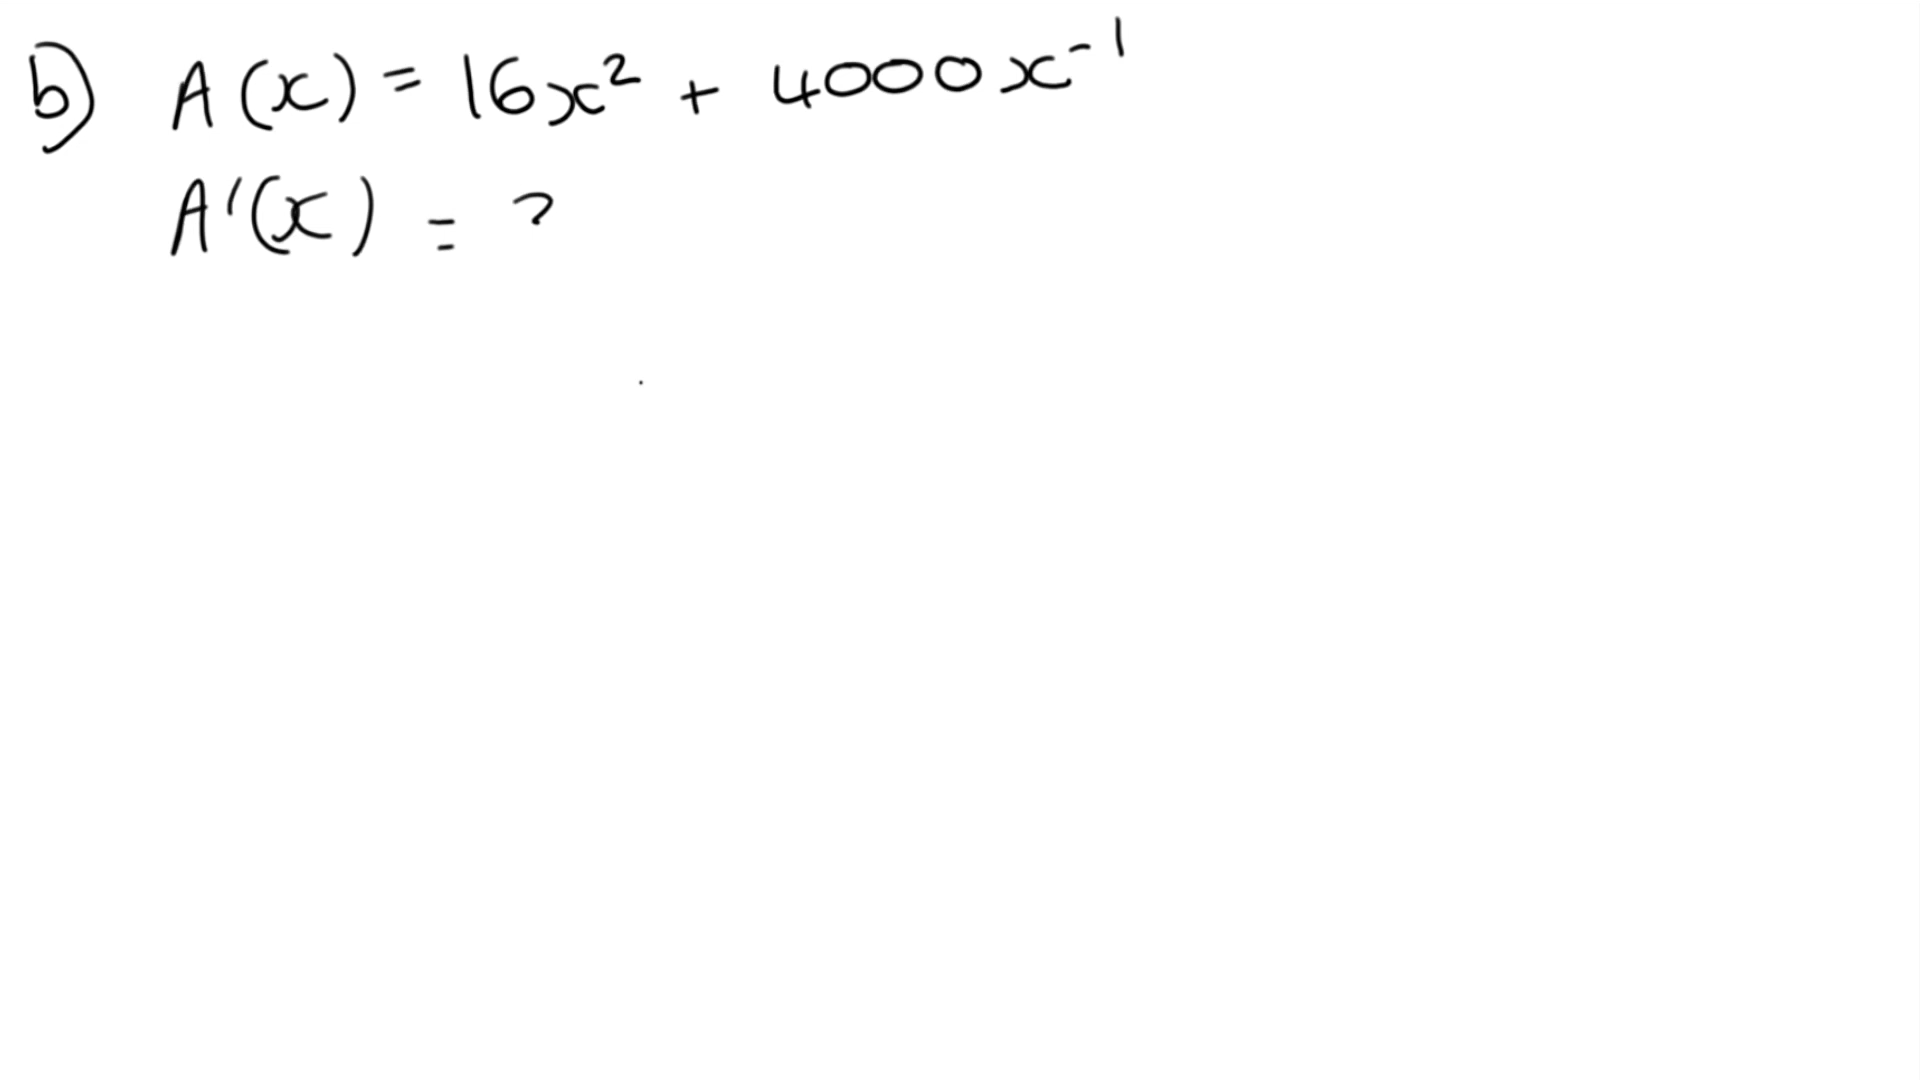 b) A(x) = 16x² + 4000x⁻¹
A'(x) = ?